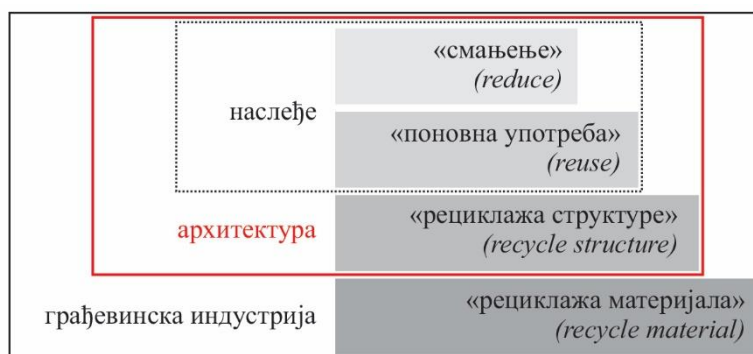 «смањење»
(reduce)
наслеђе
«поновна употреба»
(reuse)
архитектура
«рециклажа структуре»
(recycle structure)
грађевинска индустрија
«рециклажа материјала»
(recycle material)